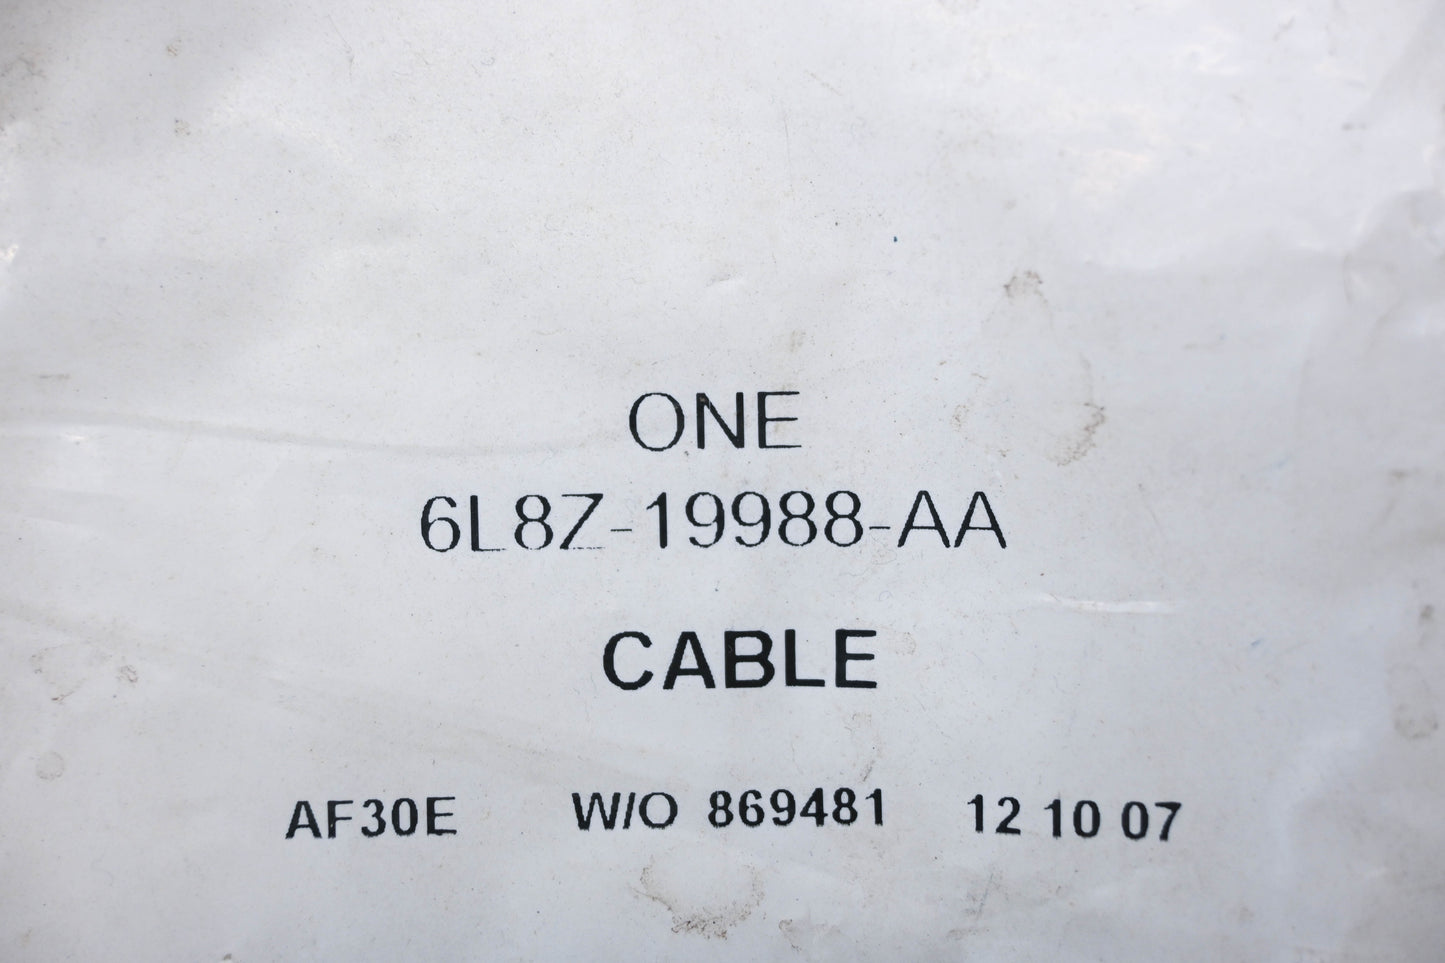 ONE
6L8Z-19988-AA
CABLE
AF30E W/O 869481 12 10 07